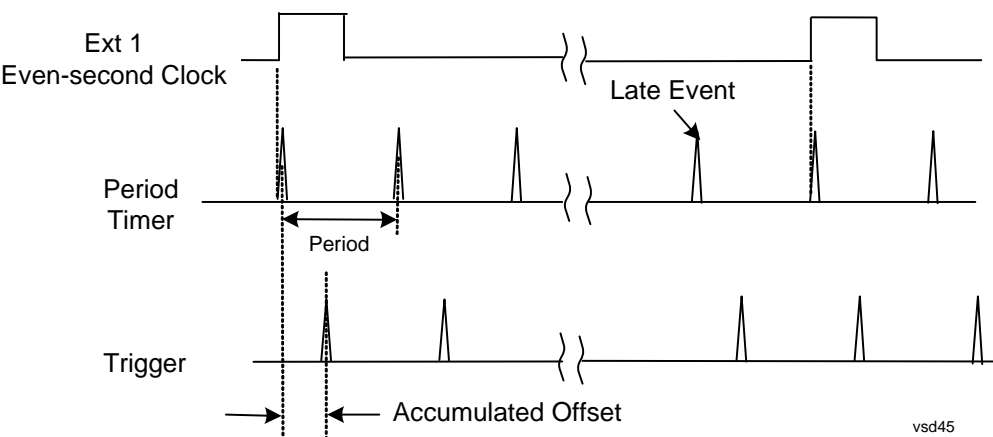 Ext 1
Even-second Clock
Late Event
Period
Timer
Period
Trigger
Accumulated Offset
vsd45